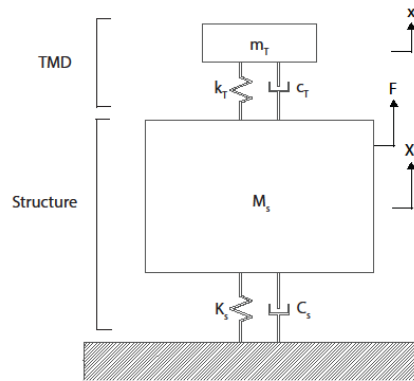 x
m_T
TMD
k_T c_T
F
X
Structure
M_s
K_s C_s